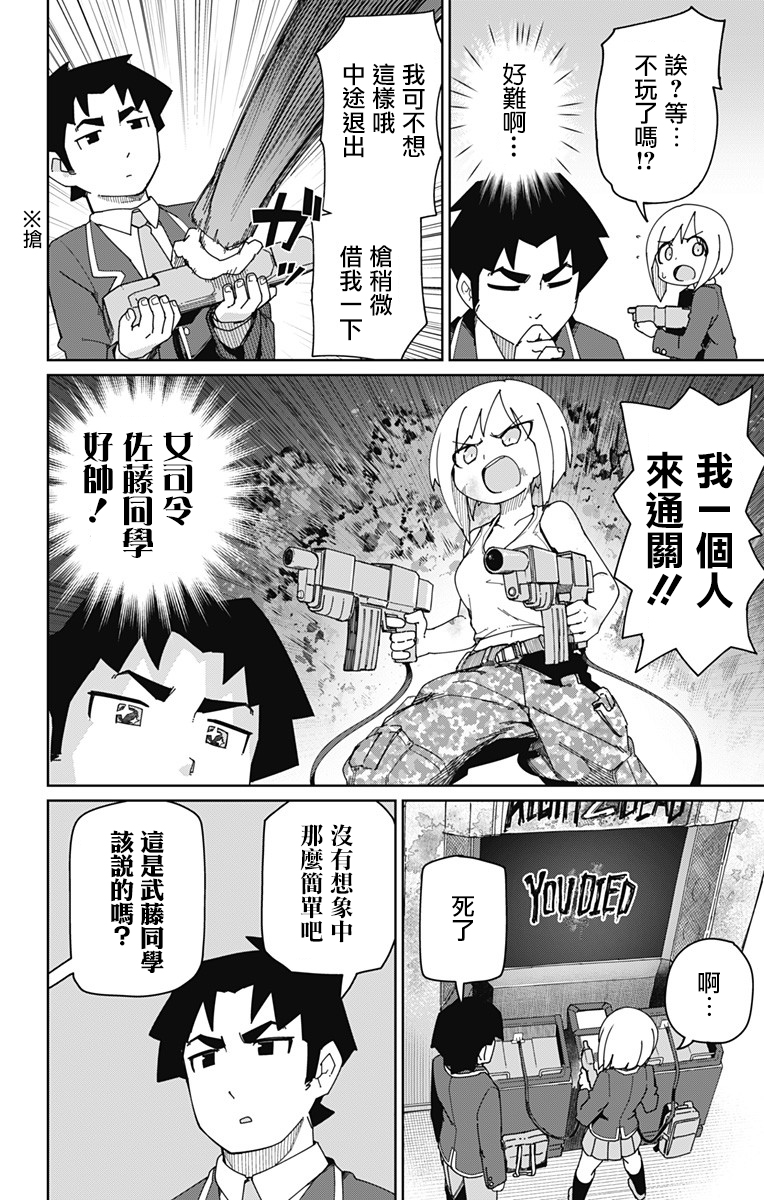 誒？等…
不玩了嗎!?
好難啊…
我可不想
這樣哦
中途退出
槍稍微
借我一下
ガッ
※搶
我一個人
來通關!!
女司令
佐藤同學
好帥！
YOU DIED
啊…
死了
沒有想象中
那麼簡單吧
這是武藤同學
該説的嗎？